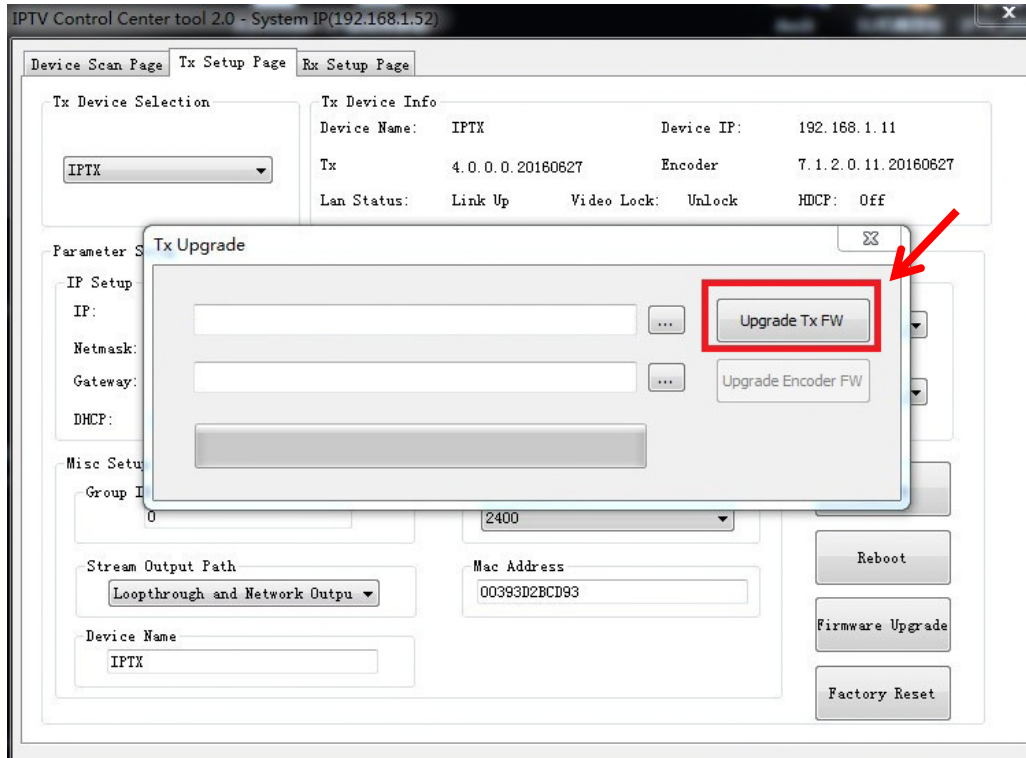 IPTV Control Center tool 2.0 - System IP(192.168.1.52)
x
Device Scan Page Tx Setup Page Rx Setup Page
Tx Device Selection
IPTX
Tx Device Info
Device Name: IPTX Device IP: 192.168.1.11
Tx 4.0.0.0.20160627 Encoder 7.1.2.0.11.20160627
Lan Status: Link Up Video Lock: Unlock HDCP: Off
Tx Upgrade
... Upgrade Tx FW
... Upgrade Encoder FW
Parameter S
IP Setup
IP:
Netmask:
Gateway:
DHCP:
Misc Setu
Group I
0
2400
Stream Output Path
Loopthrough and Network Outpu
Mac Address
00393D2BCD93
Device Name
IPTX
Reboot
Firmware Upgrade
Factory Reset